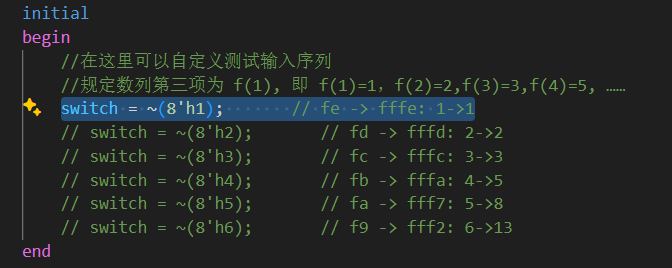 initial
begin
//在这里可以自定义测试输入序列
//规定数列第三项为 f(1), 即 f(1)=1, f(2)=2,f(3)=3,f(4)=5, ……
switch = ~(8'h1);       // fe -> fffe: 1->1
// switch = ~(8'h2);       // fd -> fffd: 2->2
// switch = ~(8'h3);       // fc -> fffc: 3->3
// switch = ~(8'h4);       // fb -> fffa: 4->5
// switch = ~(8'h5);       // fa -> fff7: 5->8
// switch = ~(8'h6);       // f9 -> fff2: 6->13
end